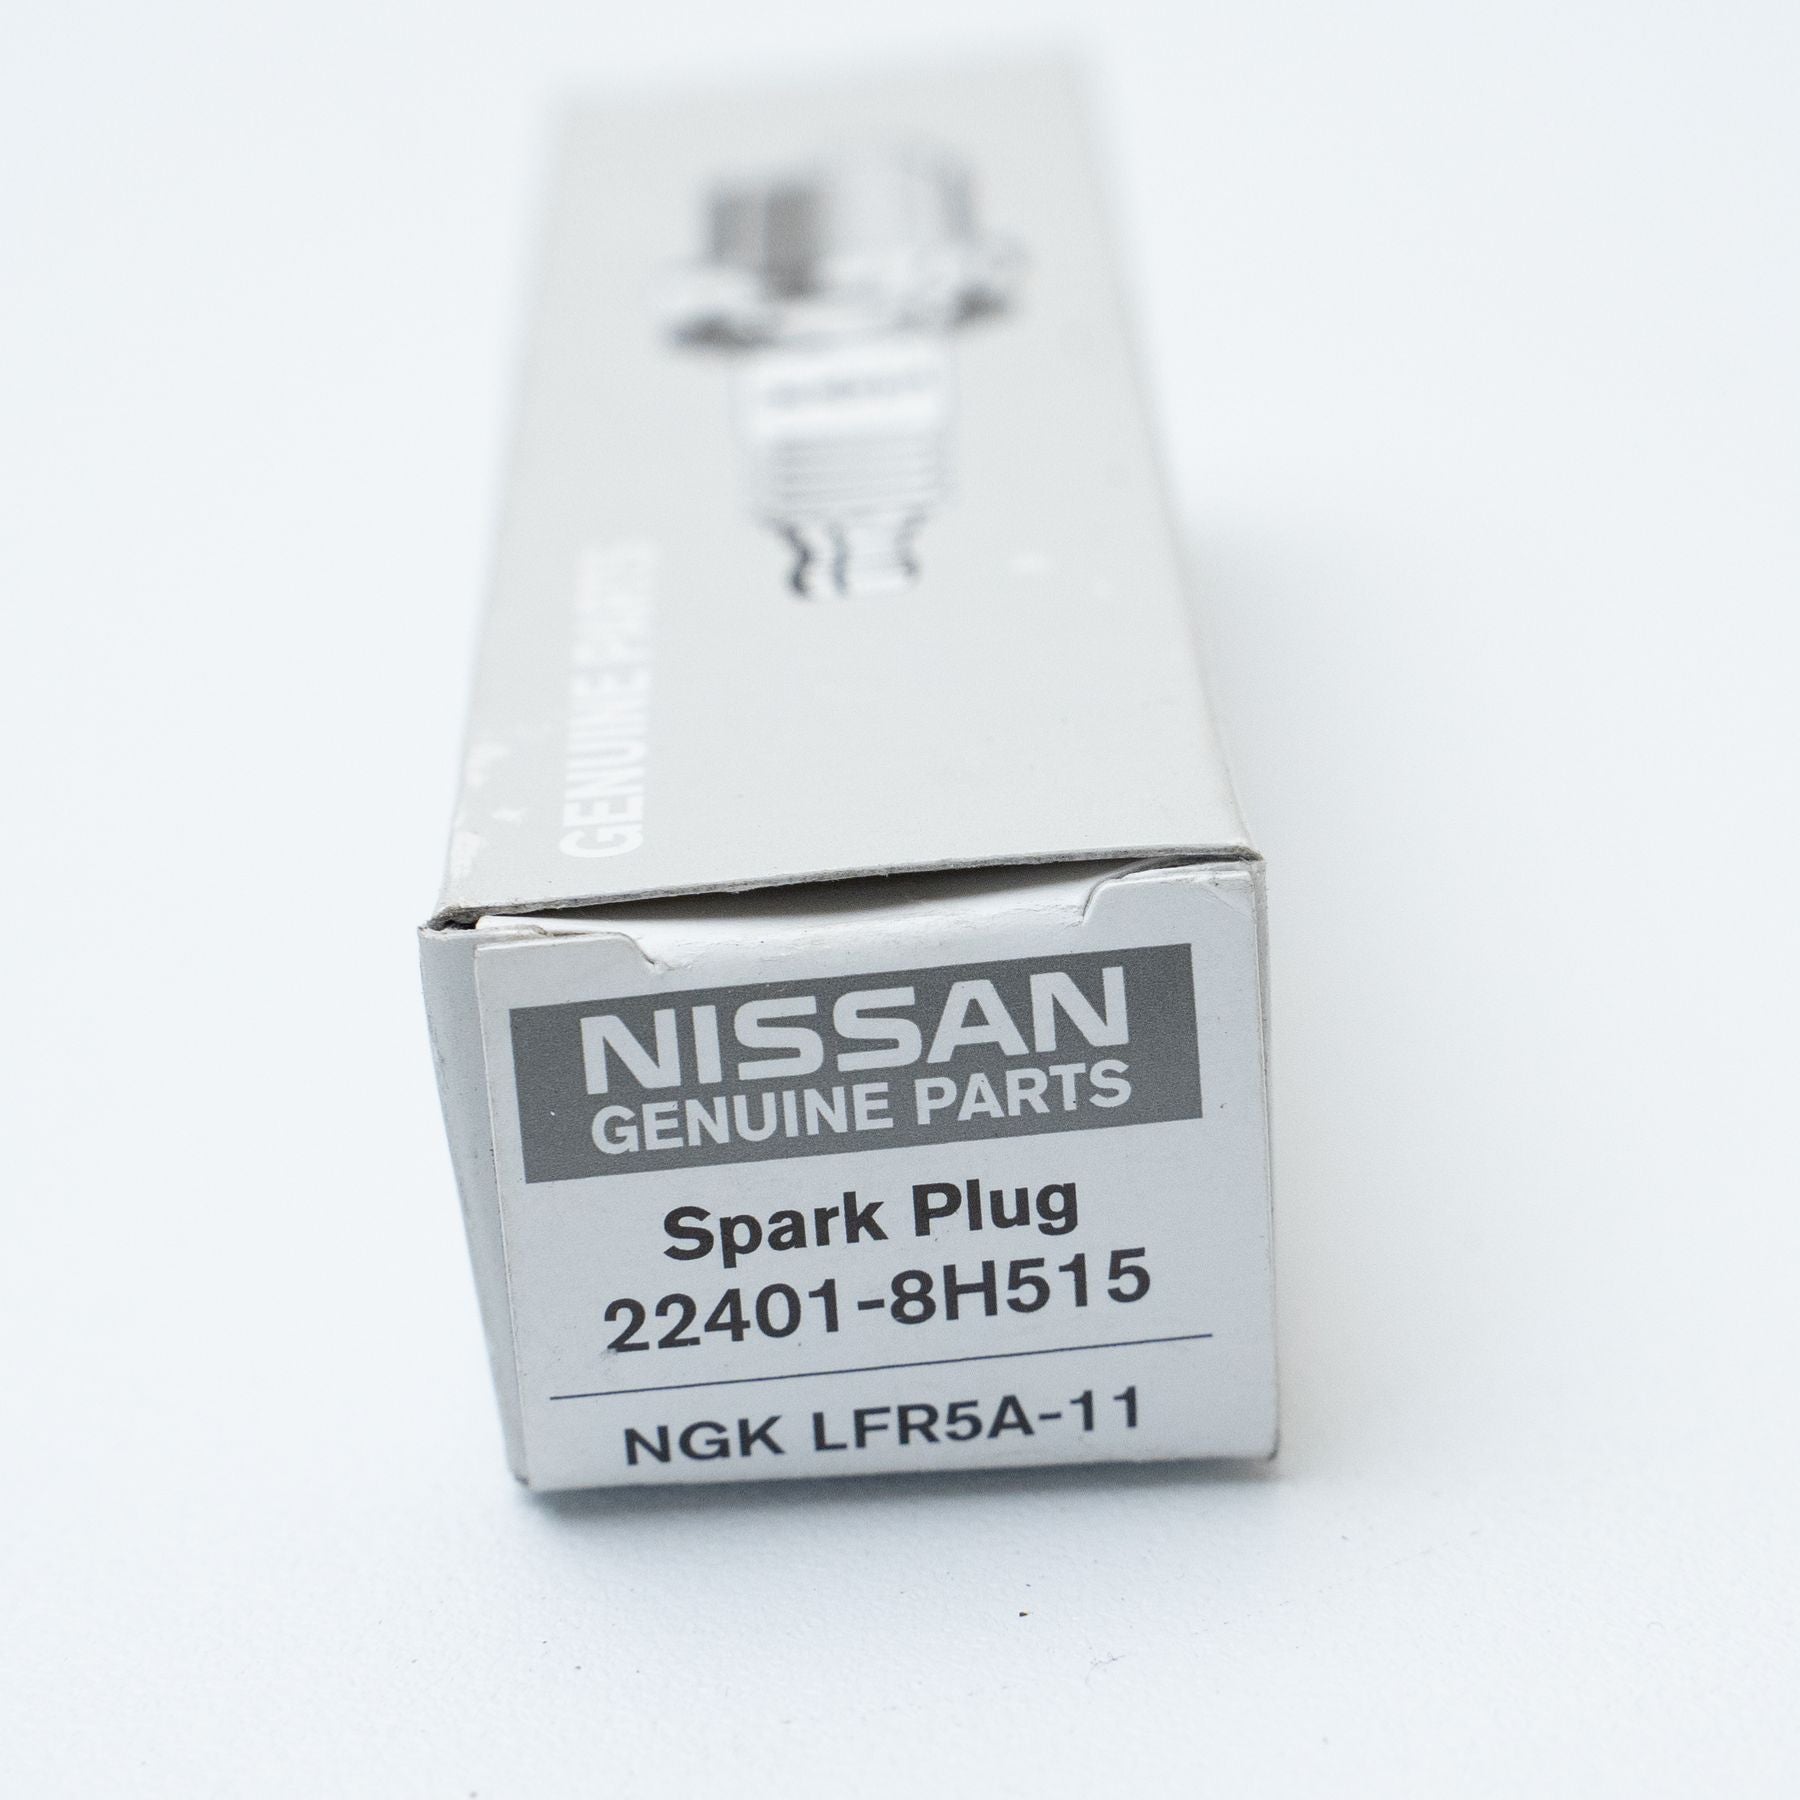 GENUINE PARTS
NISSAN
GENUINE PARTS
Spark Plug
22401-8H515
NGK LFR5A-11